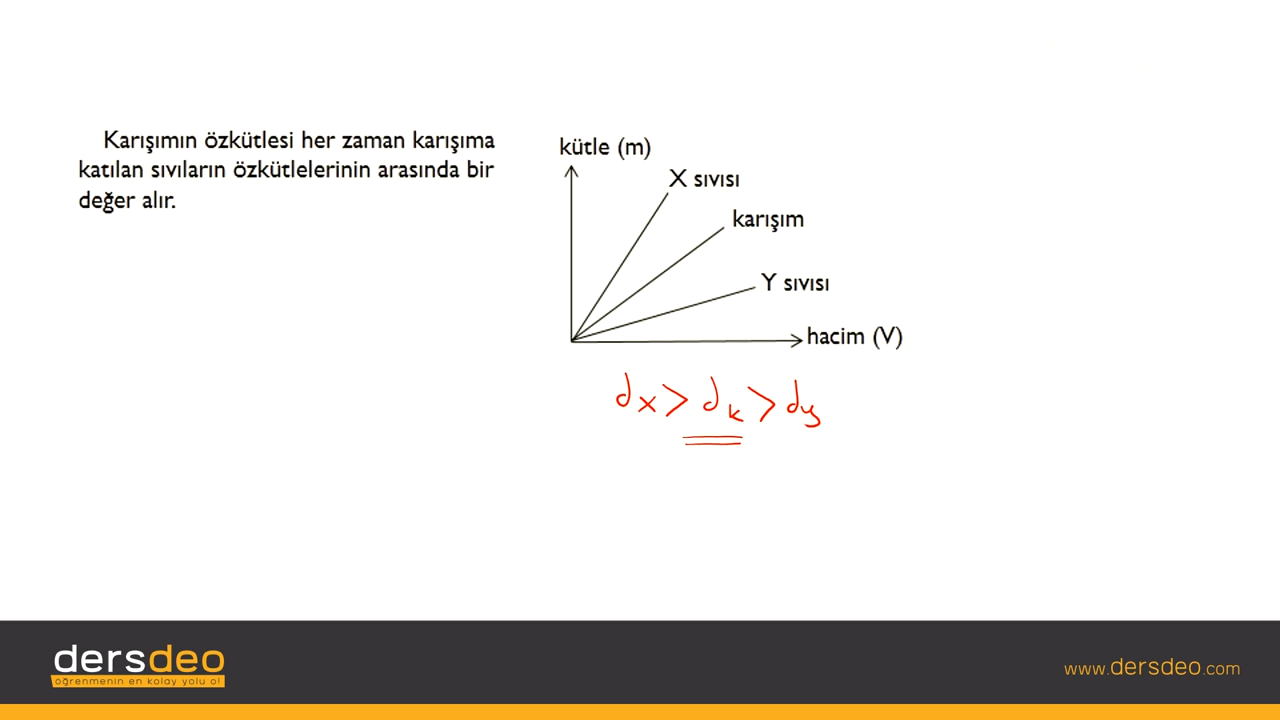 Karışımın özkütlesi her zaman karışıma
katılan sıvıların özkütlelerinin arasında bir
değer alır.
kütle (m)
X sıvısı
karışım
Y sıvısı
hacim (V)
dx > dk > dy
dersdeo
öğrenmenin en kolay yolu o!
www.dersdeo.com